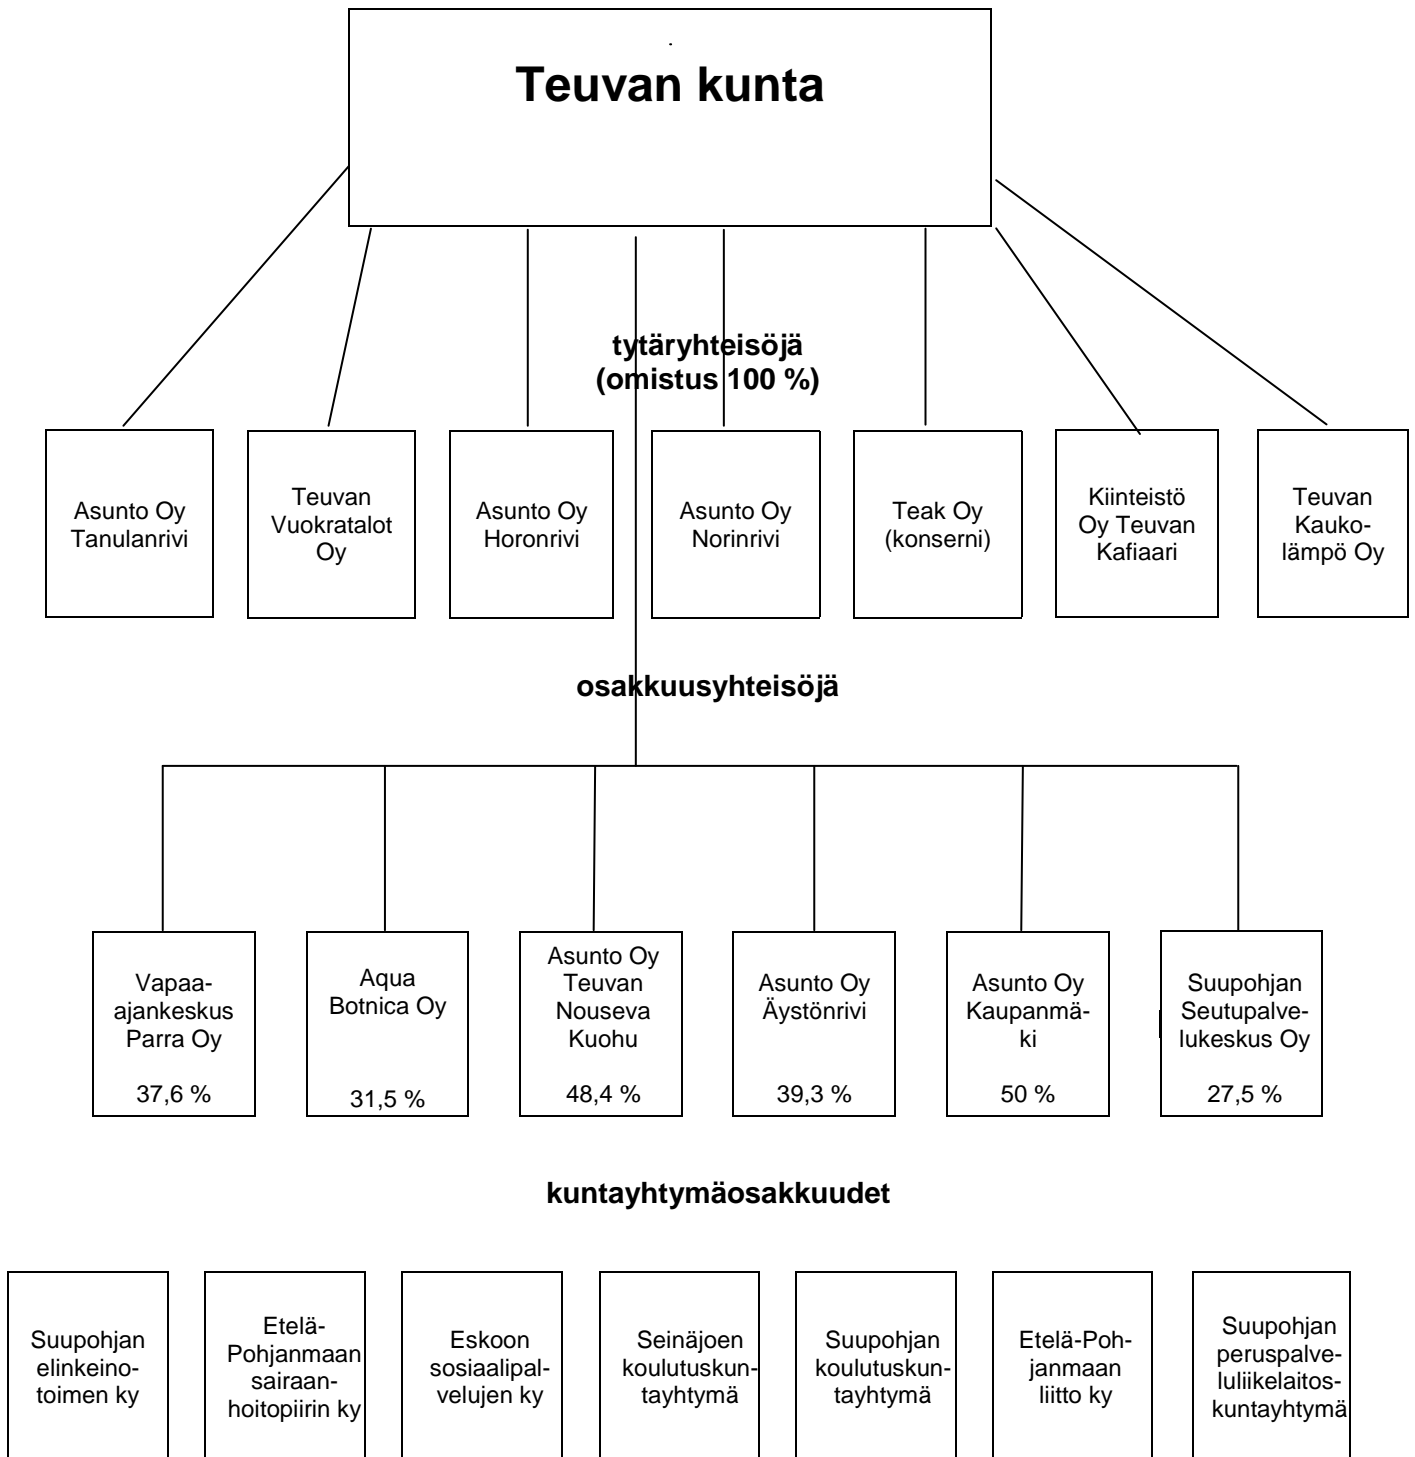 Teuvan kunta
tytäryhteisöjä
(omistus 100 %)
Asunto Oy
Tanulanrivi
Teuvan
Vuokratalot
Oy
Asunto Oy
Horonrivi
Asunto Oy
Norinrivi
Teak Oy
(konserni)
Kiinteistö
Oy Teuvan
Kafiaari
Teuvan
Kauko-
lämpö Oy
osakkuusyhteisöjä
Vapaa-
ajankeskus
Parra Oy
37,6 %
Aqua
Botnica Oy
31,5 %
Asunto Oy
Teuvan
Nouseva
Kuohu
48,4 %
Asunto Oy
Äystönrivi
39,3 %
Asunto Oy
Kaupanmä-
ki
50 %
Suupohjan
Seutupalve-
lukeskus Oy
27,5 %
kuntayhtymäosakkuudet
Suupohjan
elinkeino-
toimen ky
Etelä-
Pohjanmaan
sairaan-
hoitopiirin ky
Eskoon
sosiaalipal-
velujen ky
Seinäjoen
koulutuskun-
tayhtymä
Suupohjan
koulutuskun-
tayhtymä
Etelä-Poh-
janmaan
liitto ky
Suupohjan
peruspalve-
luliikelaitos-
kuntayhtymä